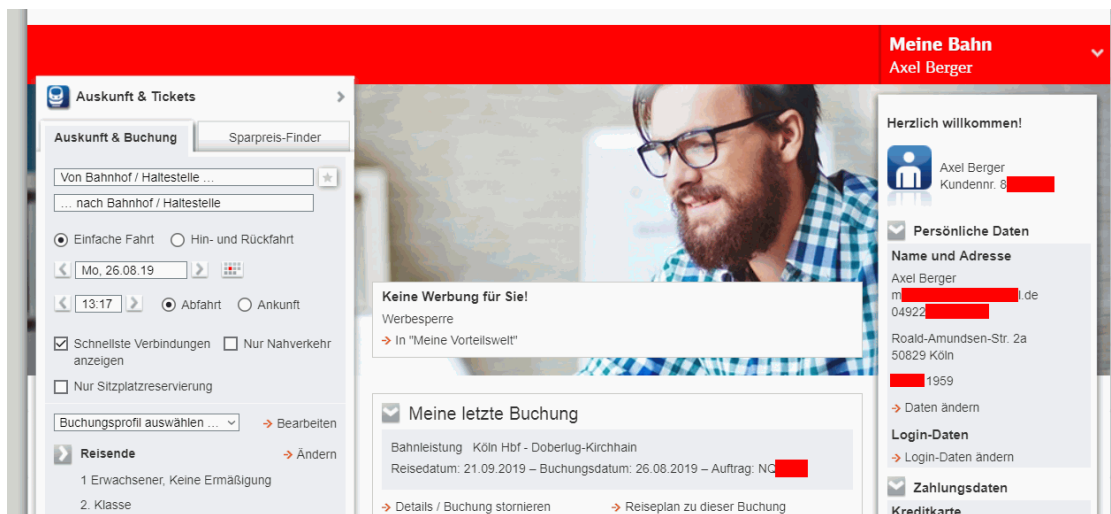 Meine Bahn
Axel Berger
Auskunft & Tickets
Auskunft & Buchung
Sparpreis-Finder
Von Bahnhof / Haltestelle ...
... nach Bahnhof / Haltestelle
Einfache Fahrt
Hin- und Rückfahrt
Mo, 26.08.19
13:17
Abfahrt
Ankunft
Schnellste Verbindungen
anzeigen
Nur Nahverkehr
Nur Sitzplatzreservierung
Buchungsprofil auswählen ...
Bearbeiten
Reisende
Ändern
1 Erwachsener, Keine Ermäßigung
2. Klasse
Keine Werbung für Sie!
Werbesperre
In "Meine Vorteilswelt"
Meine letzte Buchung
Bahnleistung Köln Hbf - Doberlug-Kirchhain
Reisedatum: 21.09.2019 – Buchungsdatum: 26.08.2019 – Auftrag: NQ
Details / Buchung stornieren
Reiseplan zu dieser Buchung
Herzlich willkommen!
Axel Berger
Kundennr. 8
Persönliche Daten
Name und Adresse
Axel Berger
m l.de
04922
Roald-Amundsen-Str. 2a
50829 Köln
1959
Daten ändern
Login-Daten
Login-Daten ändern
Zahlungsdaten
Kreditkarte